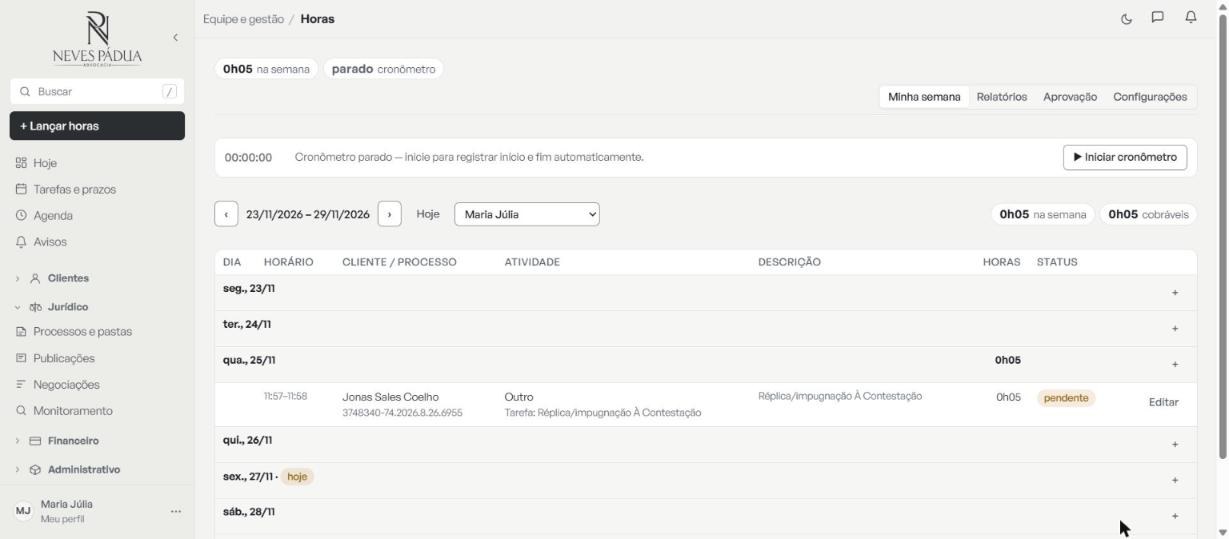 NEVES PÁDUA
ADVOCACIA
Buscar /
+ Lançar horas
Hoje
Tarefas e prazos
Agenda
Avisos
Clientes
Jurídico
Processos e pastas
Publicações
Negociações
Monitoramento
Financeiro
Administrativo
MJ Maria Júlia
Meu perfil
Equipe e gestão / Horas
0h05 na semana parado cronômetro
Minha semana Relatórios Aprovação Configurações
00:00:00 Cronômetro parado — inicie para registrar início e fim automaticamente. ▶ Iniciar cronômetro
‹ 23/11/2026 – 29/11/2026 › Hoje Maria Júlia 0h05 na semana 0h05 cobráveis
DIA HORÁRIO CLIENTE / PROCESSO ATIVIDADE DESCRIÇÃO HORAS STATUS
seg., 23/11 +
ter., 24/11 +
qua., 25/11 0h05 +
11:57–11:58 Jonas Sales Coelho Outro Réplica/impugnação À Contestação 0h05 pendente Editar
3748340-74.2026.8.26.6955 Tarefa: Réplica/impugnação À Contestação
qui., 26/11 +
sex., 27/11 · hoje +
sáb., 28/11 +